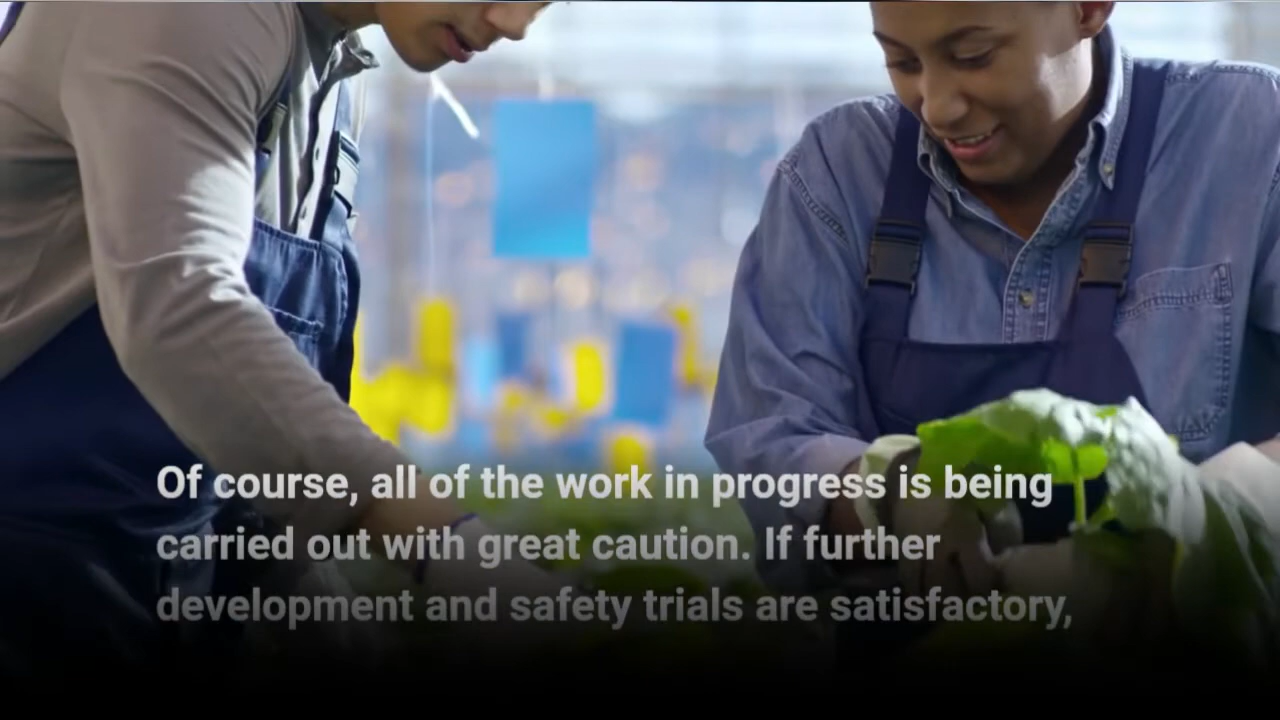 Of course, all of the work in progress is being
carried out with great caution. If further
development and safety trials are satisfactory,